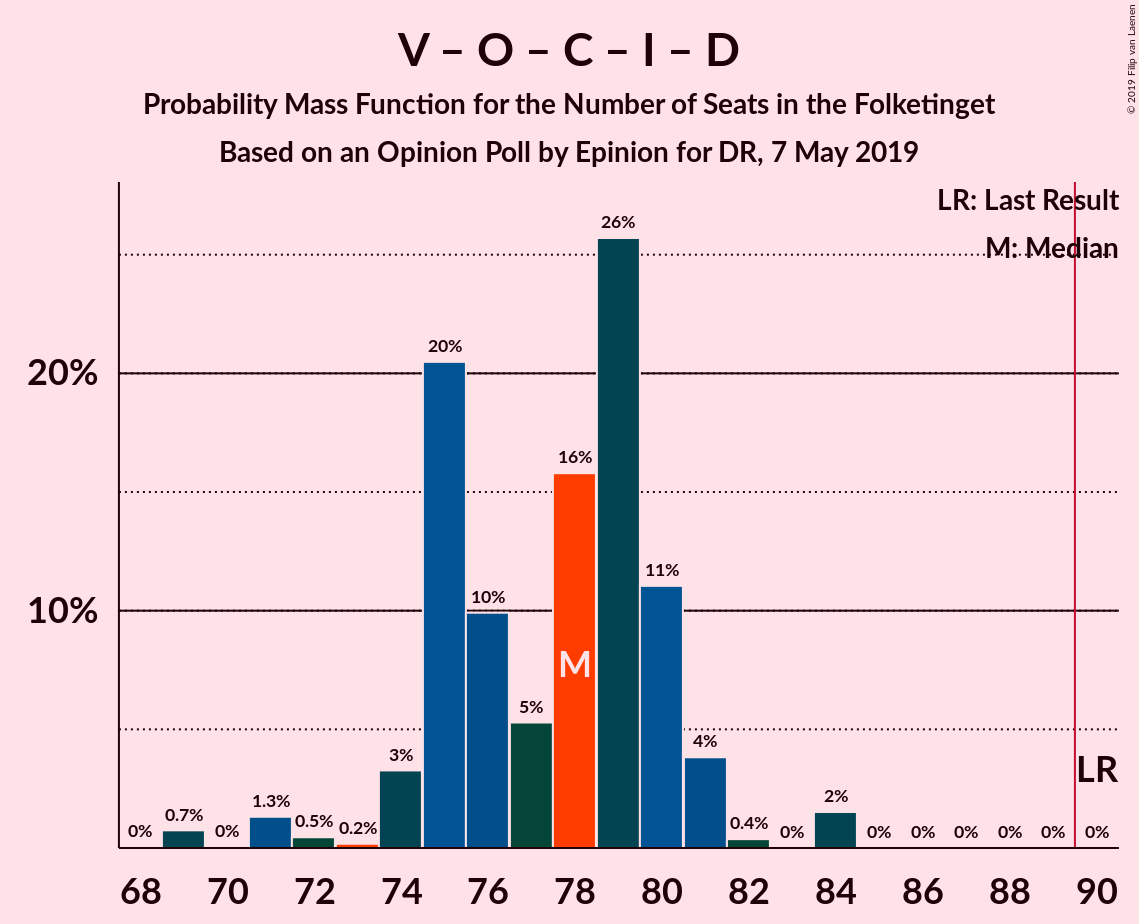 V – O – C – I – D
Probability Mass Function for the Number of Seats in the Folketinget
Based on an Opinion Poll by Epinion for DR, 7 May 2019
© 2019 Filip van Laenen
LR: Last Result
M: Median
26%
20%
20%
16%
11%
10%
10%
5%
4%
3%
2%
1.3%
0.7%
0.5%
0.4%
0.2%
0%
0%
0%
0%
0%
0%
0%
0%
0%
M
LR
68 70 72 74 76 78 80 82 84 86 88 90